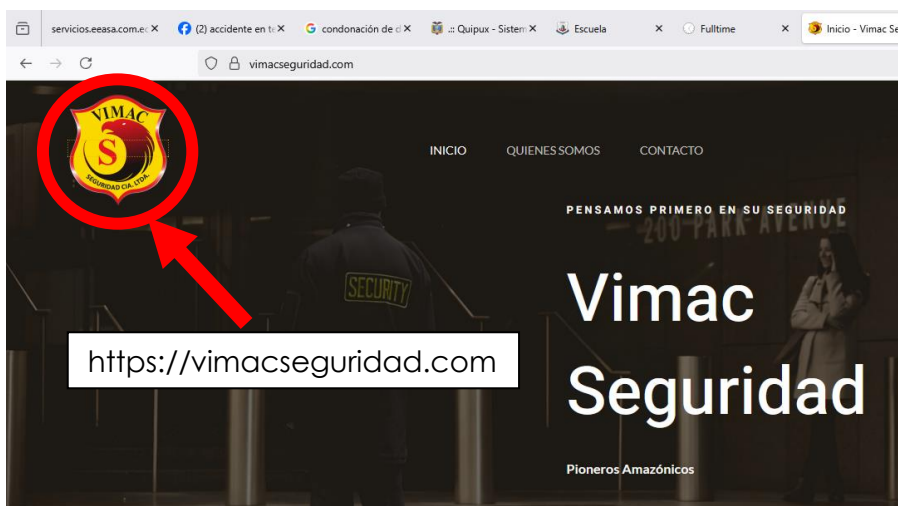 servicios.eeasa.com.ec
(2) accidente en te
condonación de d
.:: Quipux - Sistem
Escuela
Fulltime
Inicio - Vimac Se
vimacseguridad.com
VIMAC
S
SEGURIDAD CIA. LTDA.
INICIO
QUIENES SOMOS
CONTACTO
PENSAMOS PRIMERO EN SU SEGURIDAD
200 PARK AVENUE
SECURITY
Vimac
Seguridad
https://vimacseguridad.com
Pioneros Amazónicos